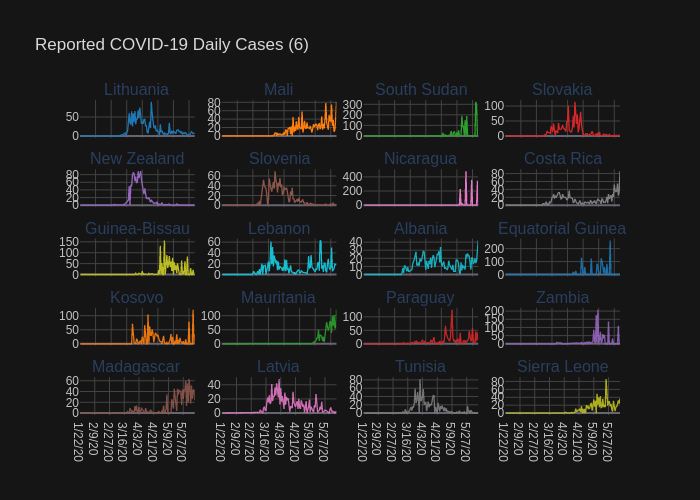 Reported COVID-19 Daily Cases (6)
Lithuania Mali South Sudan Slovakia
50 0 80 60 40 20 0 300 200 100 0 100 50 0
New Zealand Slovenia Nicaragua Costa Rica
80 60 40 20 0 60 40 20 0 400 200 0 80 60 40 20 0
Guinea-Bissau Lebanon Albania Equatorial Guinea
150 100 50 0 60 40 20 0 40 30 20 10 0 200 100 0
Kosovo Mauritania Paraguay Zambia
100 50 0 100 50 0 100 50 0 200 150 100 50 0
Madagascar Latvia Tunisia Sierra Leone
60 40 20 0 40 20 0 80 60 40 20 0 80 60 40 20 0
1/22/20 2/9/20 2/27/20 3/16/20 4/3/20 4/21/20 5/9/20 5/27/20 1/22/20 2/9/20 2/27/20 3/16/20 4/3/20 4/21/20 5/9/20 5/27/20 1/22/20 2/9/20 2/27/20 3/16/20 4/3/20 4/21/20 5/9/20 5/27/20 1/22/20 2/9/20 2/27/20 3/16/20 4/3/20 4/21/20 5/9/20 5/27/20